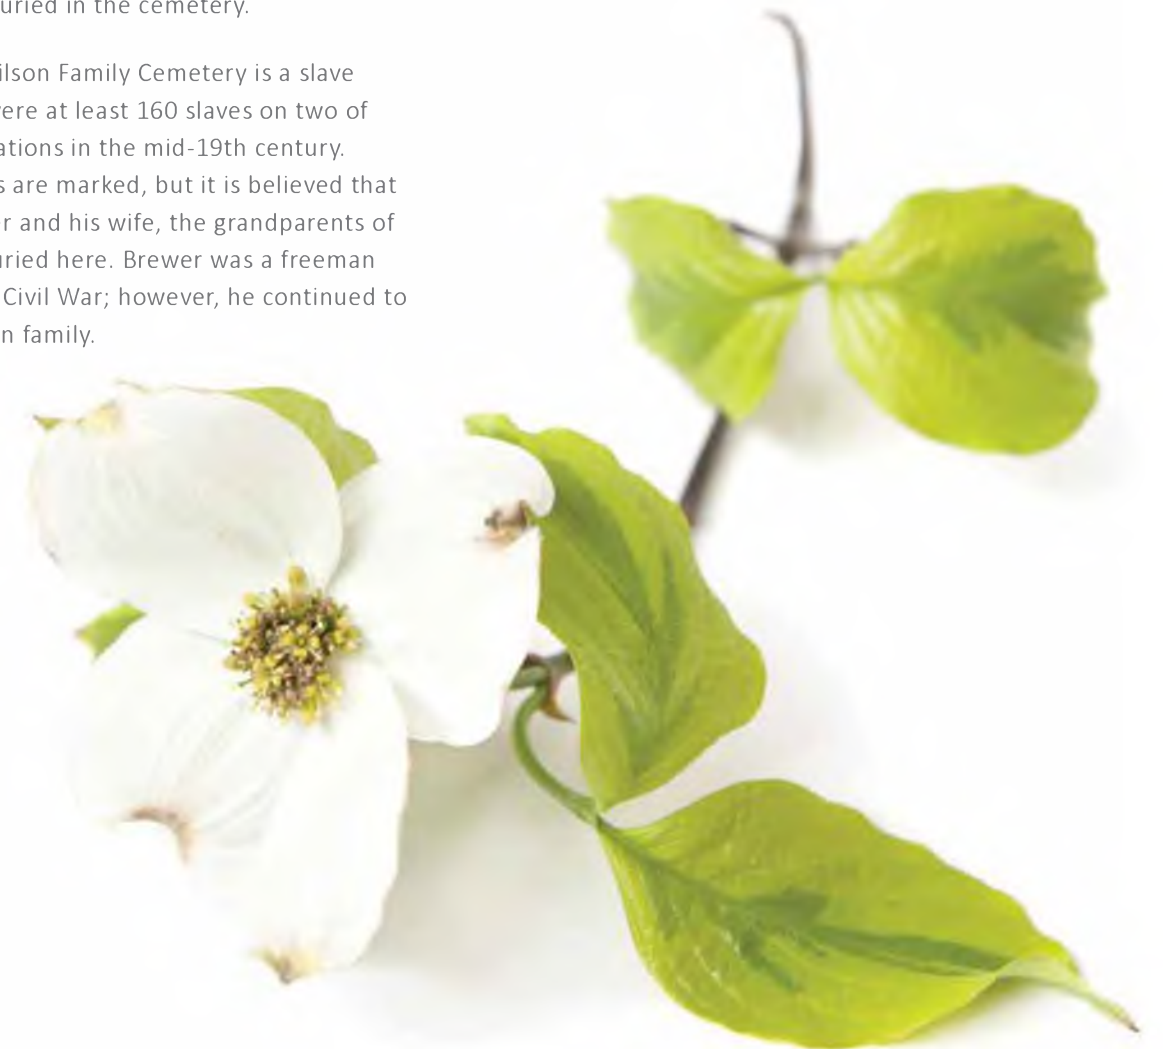 uried in the cemetery.
ilson Family Cemetery is a slave
ere at least 160 slaves on two of
ations in the mid-19th century.
s are marked, but it is believed that
r and his wife, the grandparents of
uried here. Brewer was a freeman
Civil War; however, he continued to
n family.